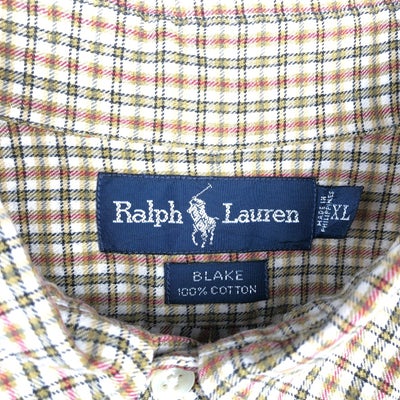 Ralph Lauren
MADE IN
PHILIPPINES
XL
BLAKE
100% COTTON